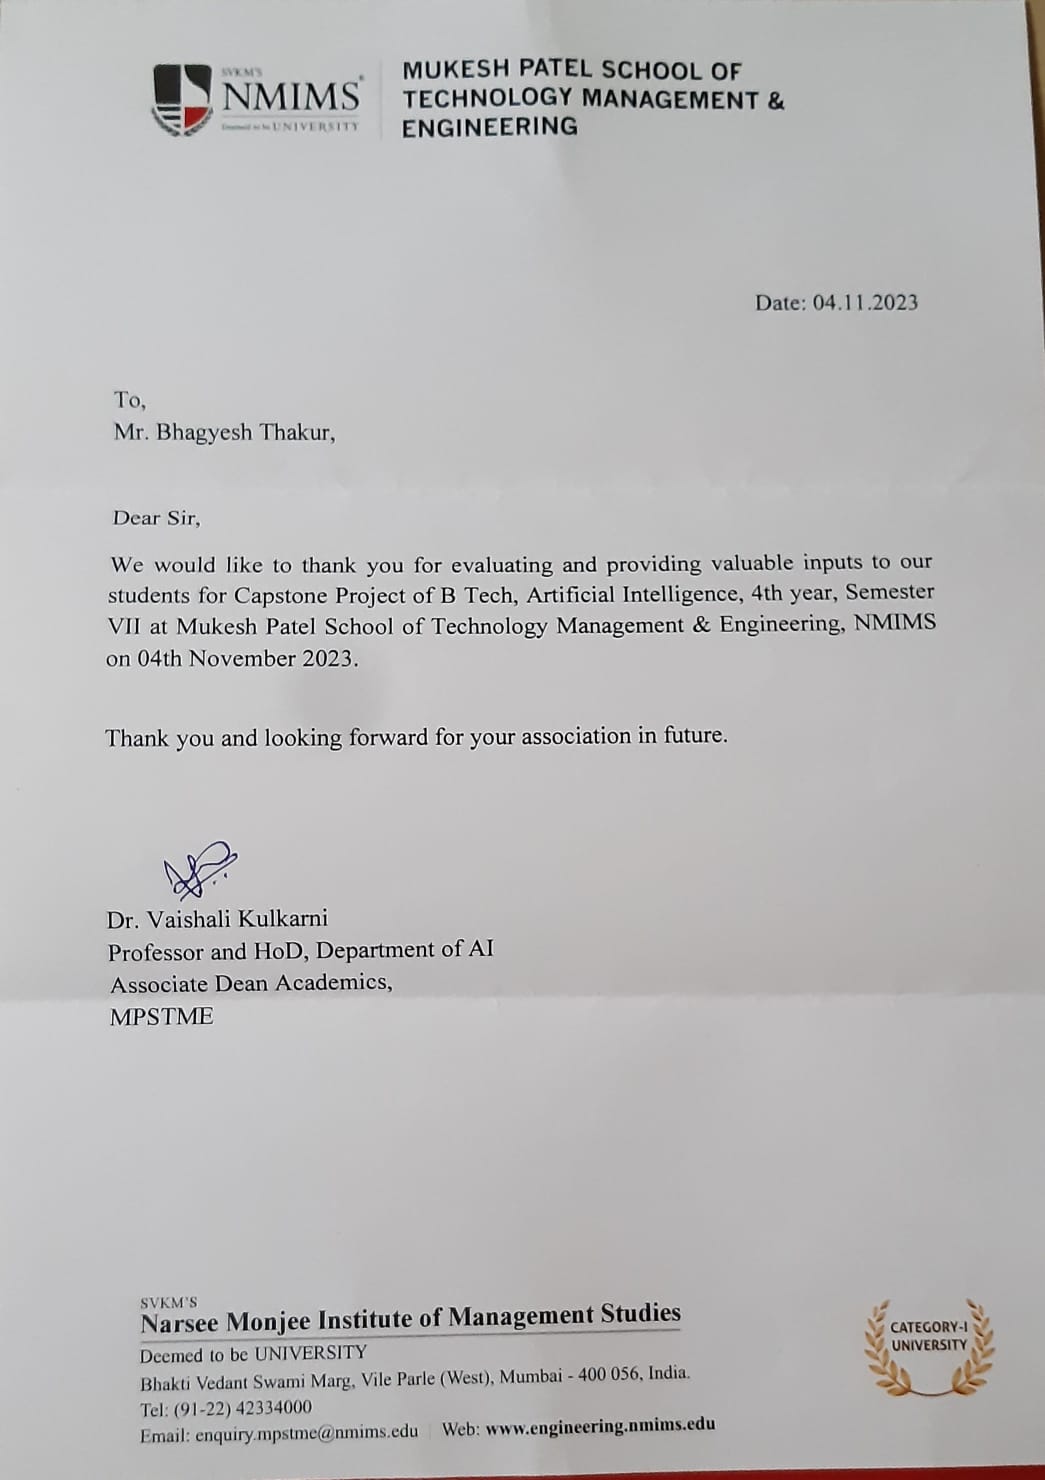 SVKM'S
NMIMS®
Deemed to be UNIVERSITY
MUKESH PATEL SCHOOL OF
TECHNOLOGY MANAGEMENT &
ENGINEERING
Date: 04.11.2023
To,
Mr. Bhagyesh Thakur,
Dear Sir,
We would like to thank you for evaluating and providing valuable inputs to our
students for Capstone Project of B Tech, Artificial Intelligence, 4th year, Semester
VII at Mukesh Patel School of Technology Management & Engineering, NMIMS
on 04th November 2023.
Thank you and looking forward for your association in future.
Dr. Vaishali Kulkarni
Professor and HoD, Department of AI
Associate Dean Academics,
MPSTME
SVKM'S
Narsee Monjee Institute of Management Studies
Deemed to be UNIVERSITY
Bhakti Vedant Swami Marg, Vile Parle (West), Mumbai - 400 056, India.
Tel: (91-22) 42334000
Email: enquiry.mpstme@nmims.edu | Web: www.engineering.nmims.edu
CATEGORY-I
UNIVERSITY